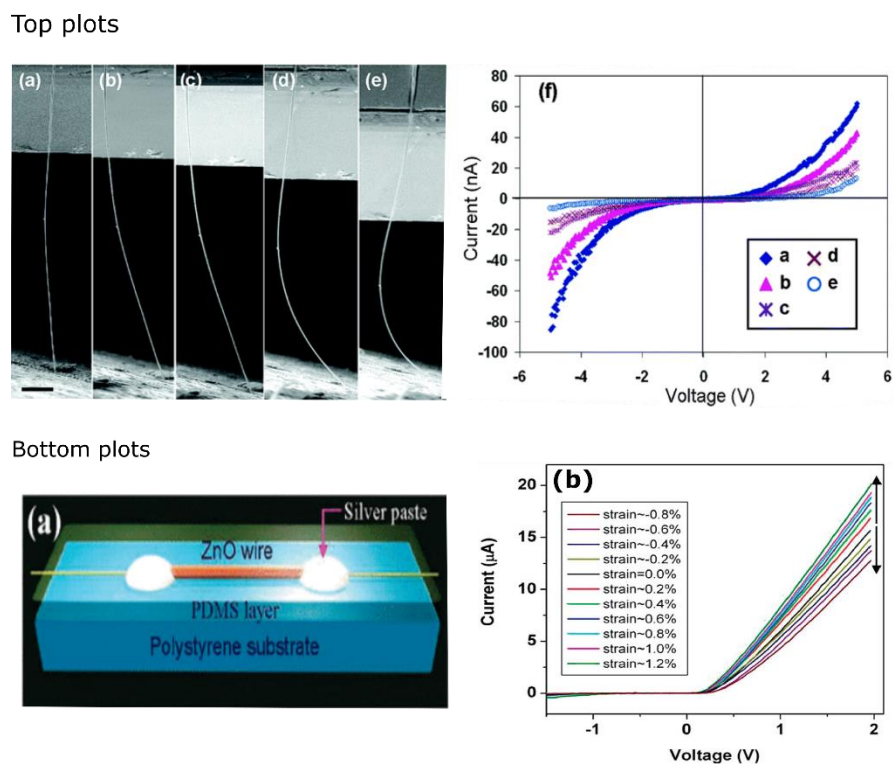 Top plots
(a) (b) (c) (d) (e)
(f)
Current (nA)
80
60
40
20
0
-20
-40
-60
-80
-100
-6 -4 -2 0 2 4 6
Voltage (V)
a d
b e
c
Bottom plots
(a)
Silver paste
ZnO wire
PDMS layer
Polystyrene substrate
(b)
Current (μA)
20
15
10
5
0
strain~-0.8%
strain~-0.6%
strain~-0.4%
strain~-0.2%
strain=0.0%
strain~0.2%
strain~0.4%
strain~0.6%
strain~0.8%
strain~1.0%
strain~1.2%
-1 0 1 2
Voltage (V)